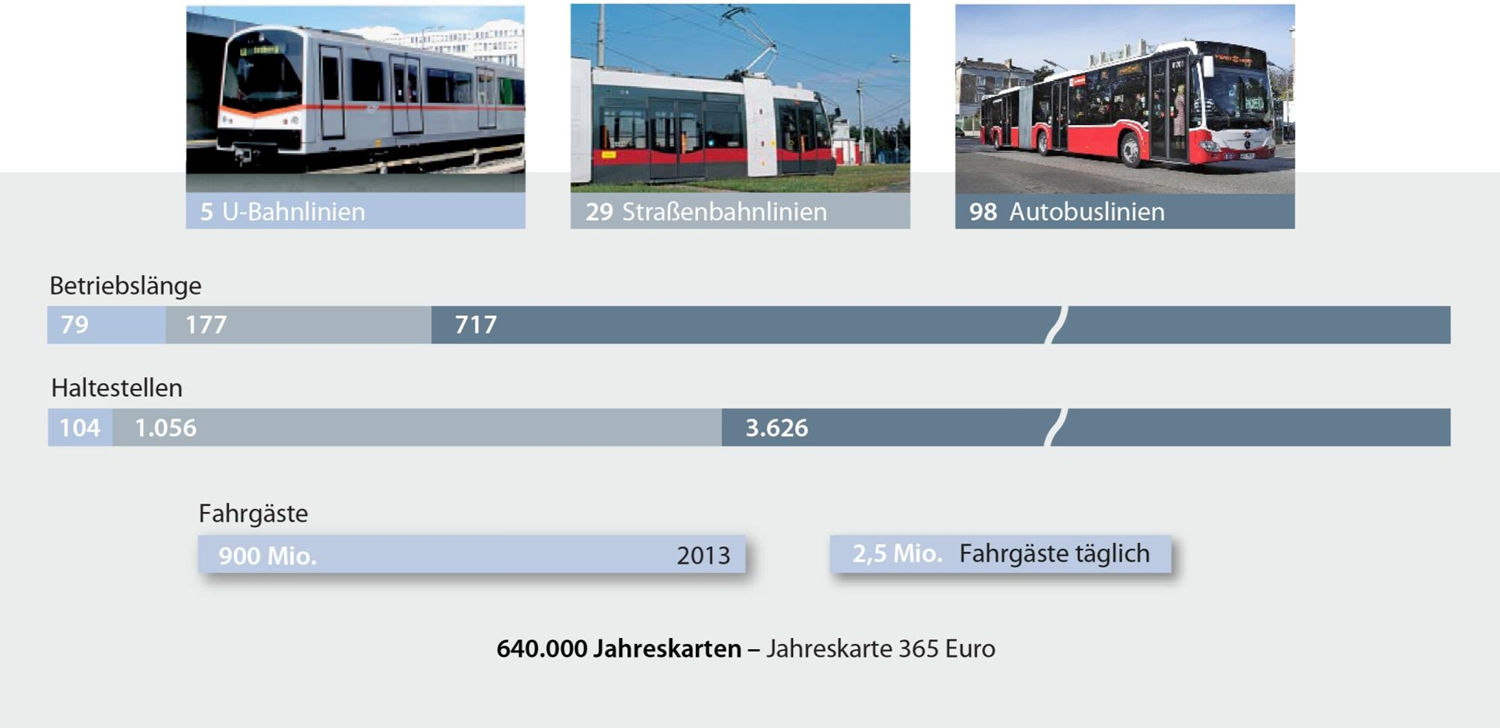 5 U-Bahnlinien
29 Straßenbahnlinien
98 Autobuslinien
Betriebslänge
79 177 717
Haltestellen
104 1.056 3.626
Fahrgäste
900 Mio. 2013
2,5 Mio. Fahrgäste täglich
640.000 Jahreskarten – Jahreskarte 365 Euro